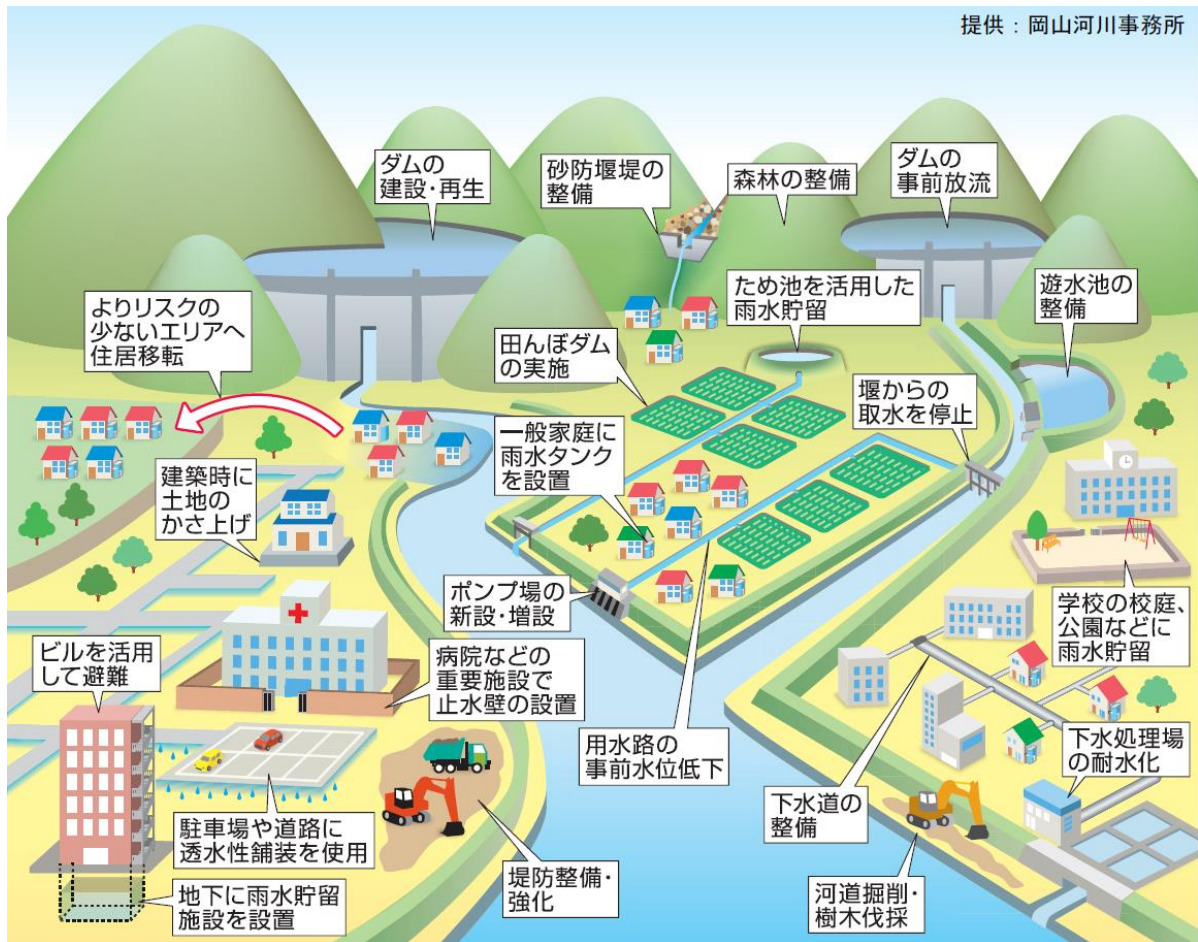 提供：岡山河川事務所
ダムの
建設・再生
砂防堰堤の
整備
森林の整備
ダムの
事前放流
よりリスクの
少ないエリアへ
住居移転
ため池を活用した
雨水貯留
遊水池の
整備
田んぼダム
の実施
堰からの
取水を停止
一般家庭に
雨水タンク
を設置
建築時に
土地の
かさ上げ
ポンプ場の
新設・増設
学校の校庭、
公園などに
雨水貯留
ビルを活用
して避難
病院などの
重要施設で
止水壁の設置
用水路の
事前水位低下
下水処理場
の耐水化
下水道の
整備
駐車場や道路に
透水性舗装を使用
堤防整備・
強化
河道掘削・
樹木伐採
地下に雨水貯留
施設を設置